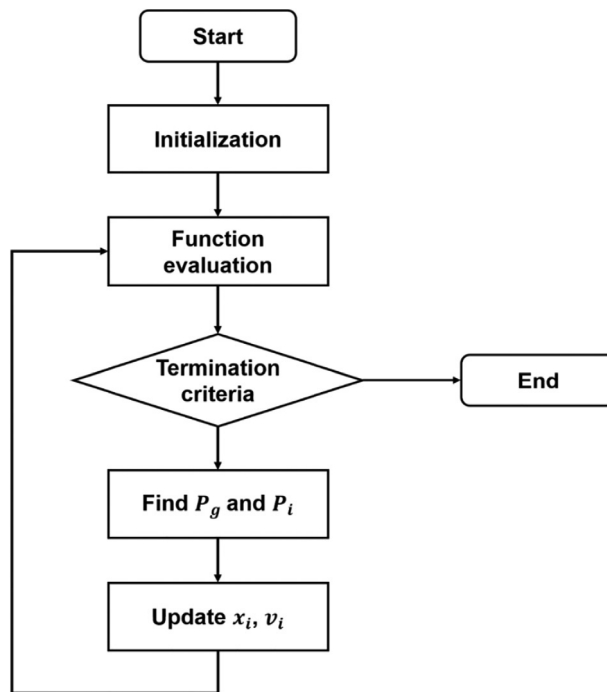 Start
Initialization
Function
evaluation
Termination
criteria
End
Find P_g and P_i
Update x_i, v_i